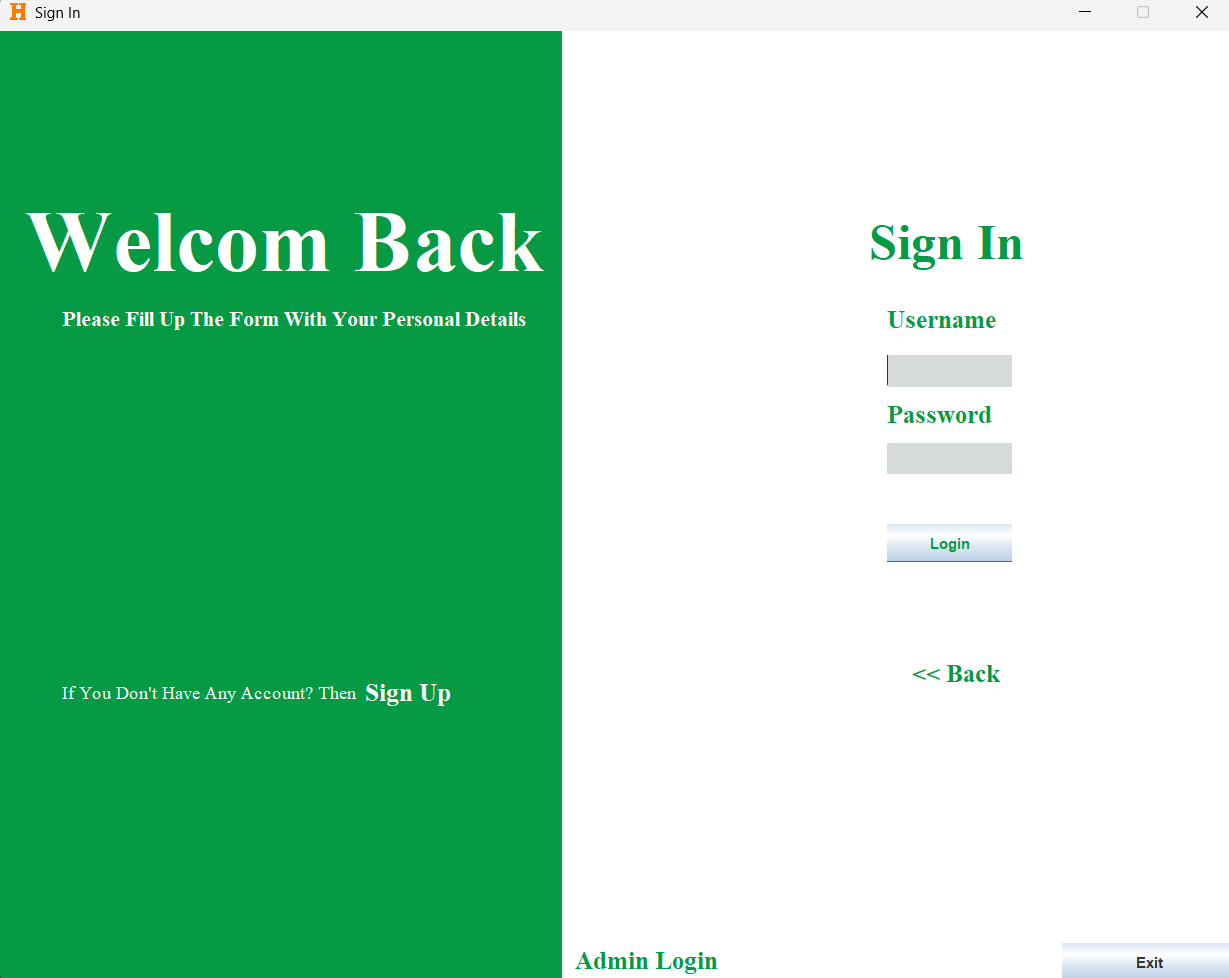 H Sign In
Welcom Back
Please Fill Up The Form With Your Personal Details
If You Don't Have Any Account? Then Sign Up
Sign In
Username
Password
Login
<< Back
Admin Login
Exit